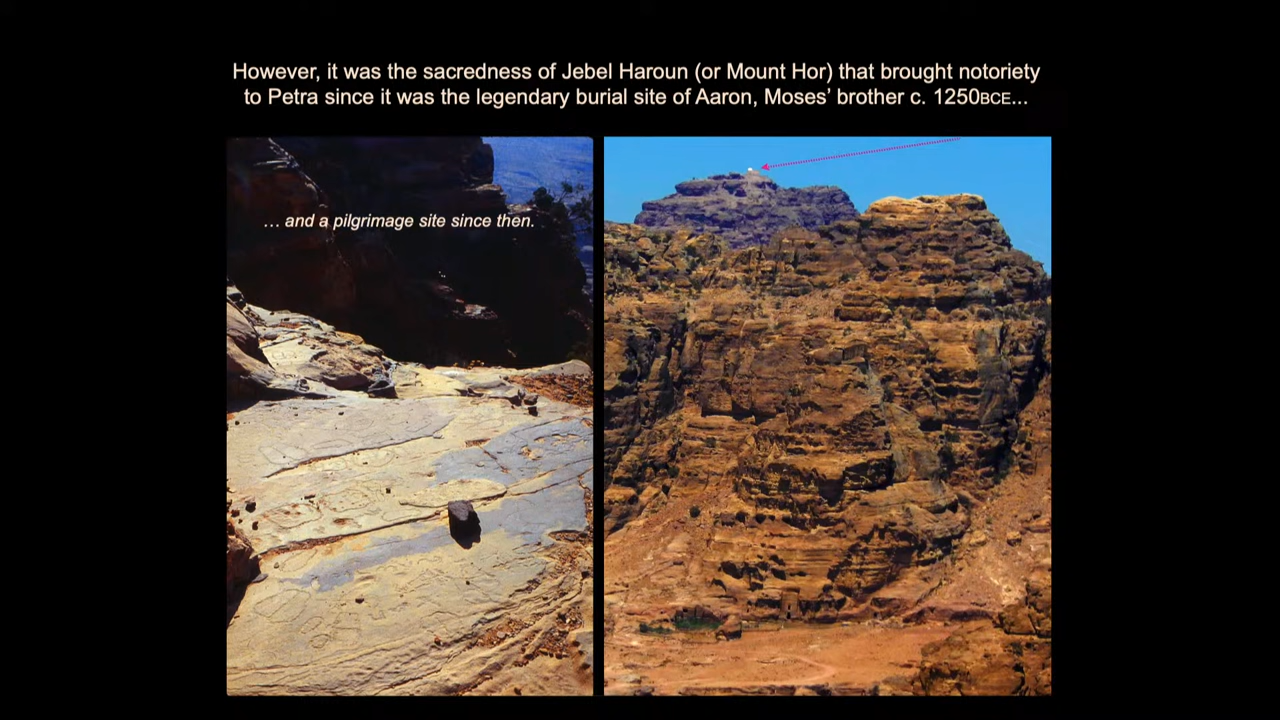 However, it was the sacredness of Jebel Haroun (or Mount Hor) that brought notoriety
to Petra since it was the legendary burial site of Aaron, Moses’ brother c. 1250BCE...
… and a pilgrimage site since then.